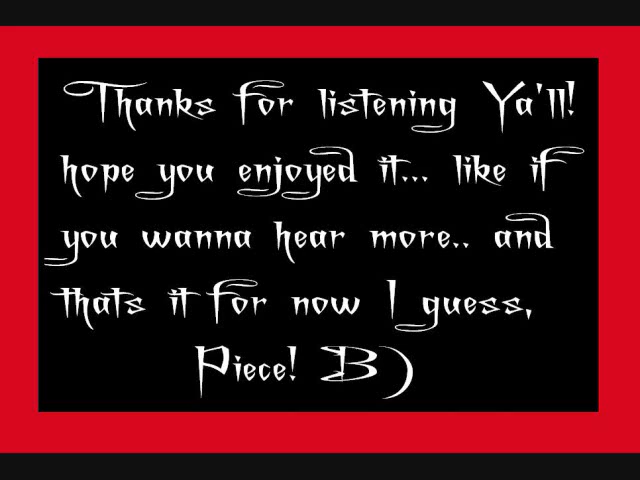 Thanks for listening Ya'll!
hope you enjoyed it... like if
you wanna hear more.. and
thats it for now I guess,
Piece! B)